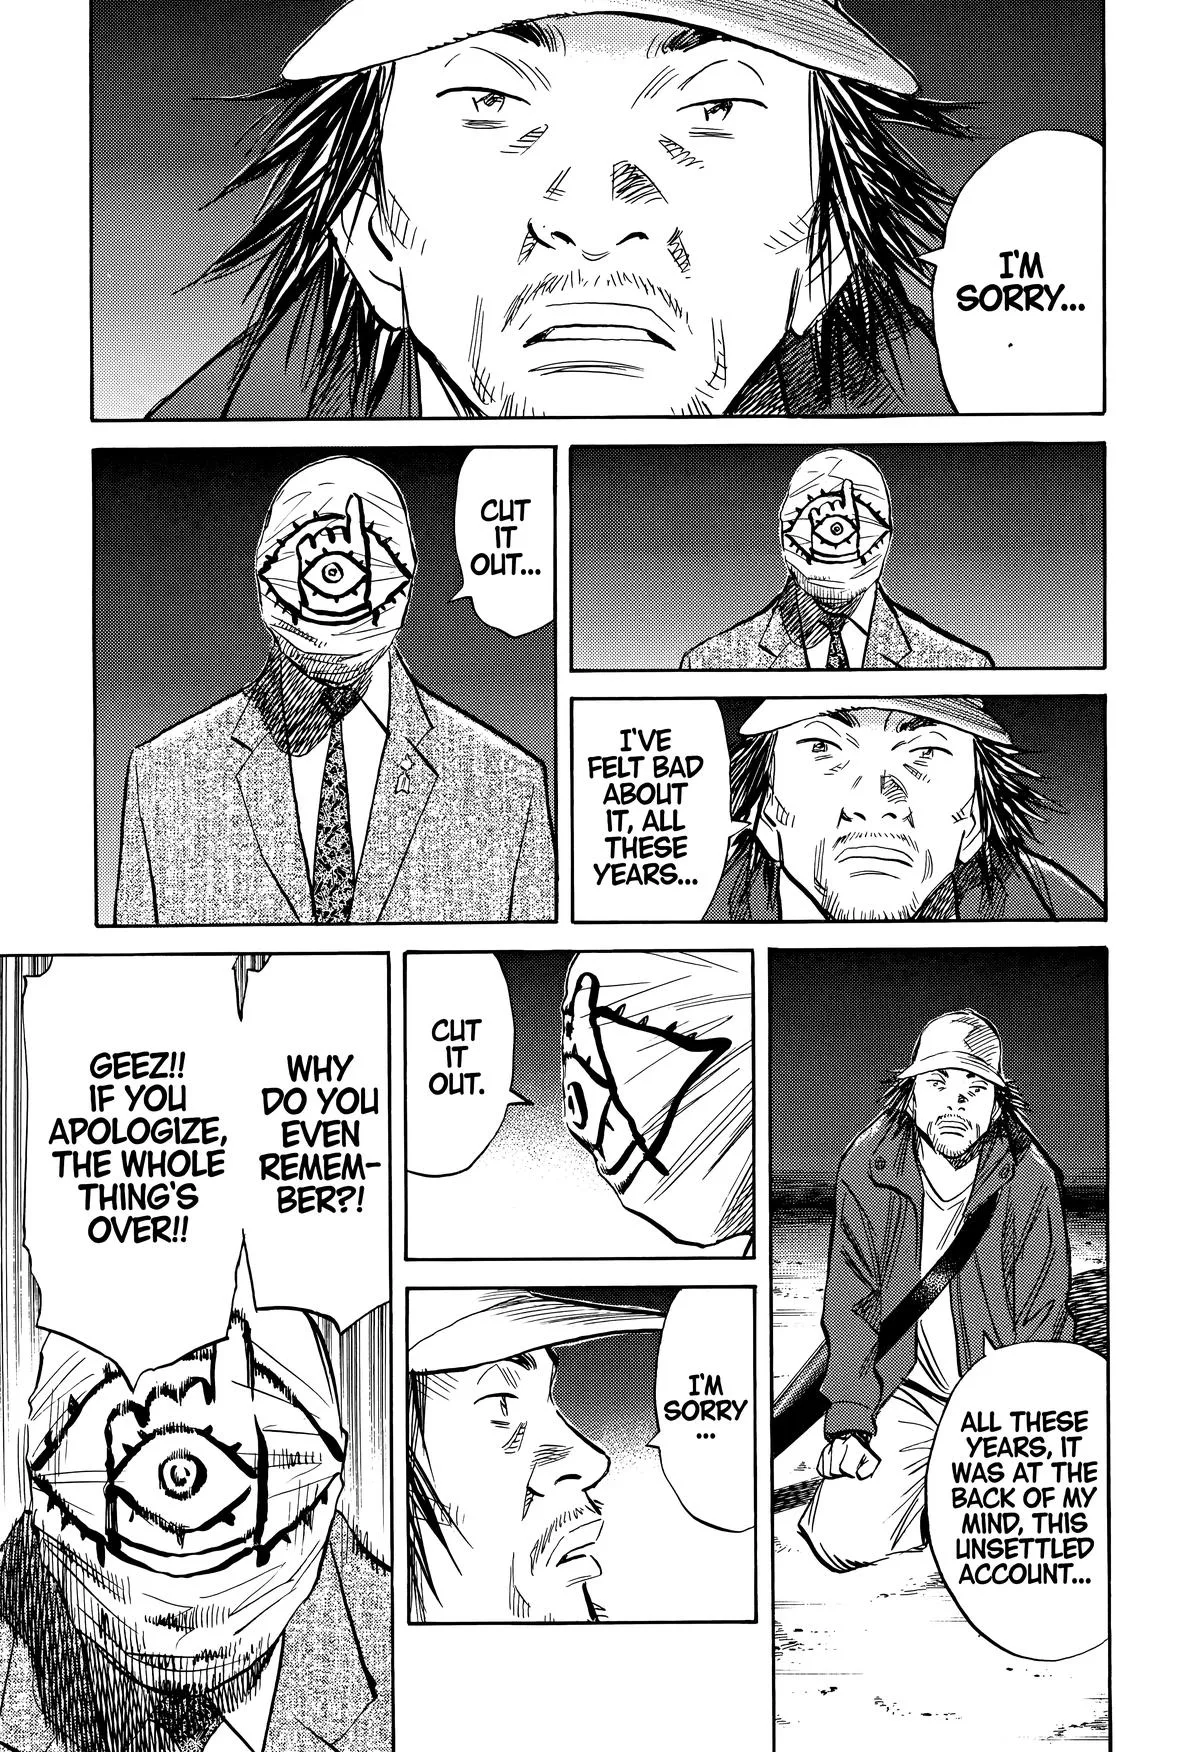 I'M
SORRY...
I'VE
FELT BAD
ABOUT
IT, ALL
THESE
YEARS...
CUT
IT
OUT...
ALL THESE
YEARS, IT
WAS AT THE
BACK OF MY
MIND, THIS
UNSETTLED
ACCOUNT...
CUT
IT
OUT.
I'M
SORRY
...
WHY
DO YOU
EVEN
REMEM-
BER?!
GEEZ!!
IF YOU
APOLOGIZE,
THE WHOLE
THING'S
OVER!!